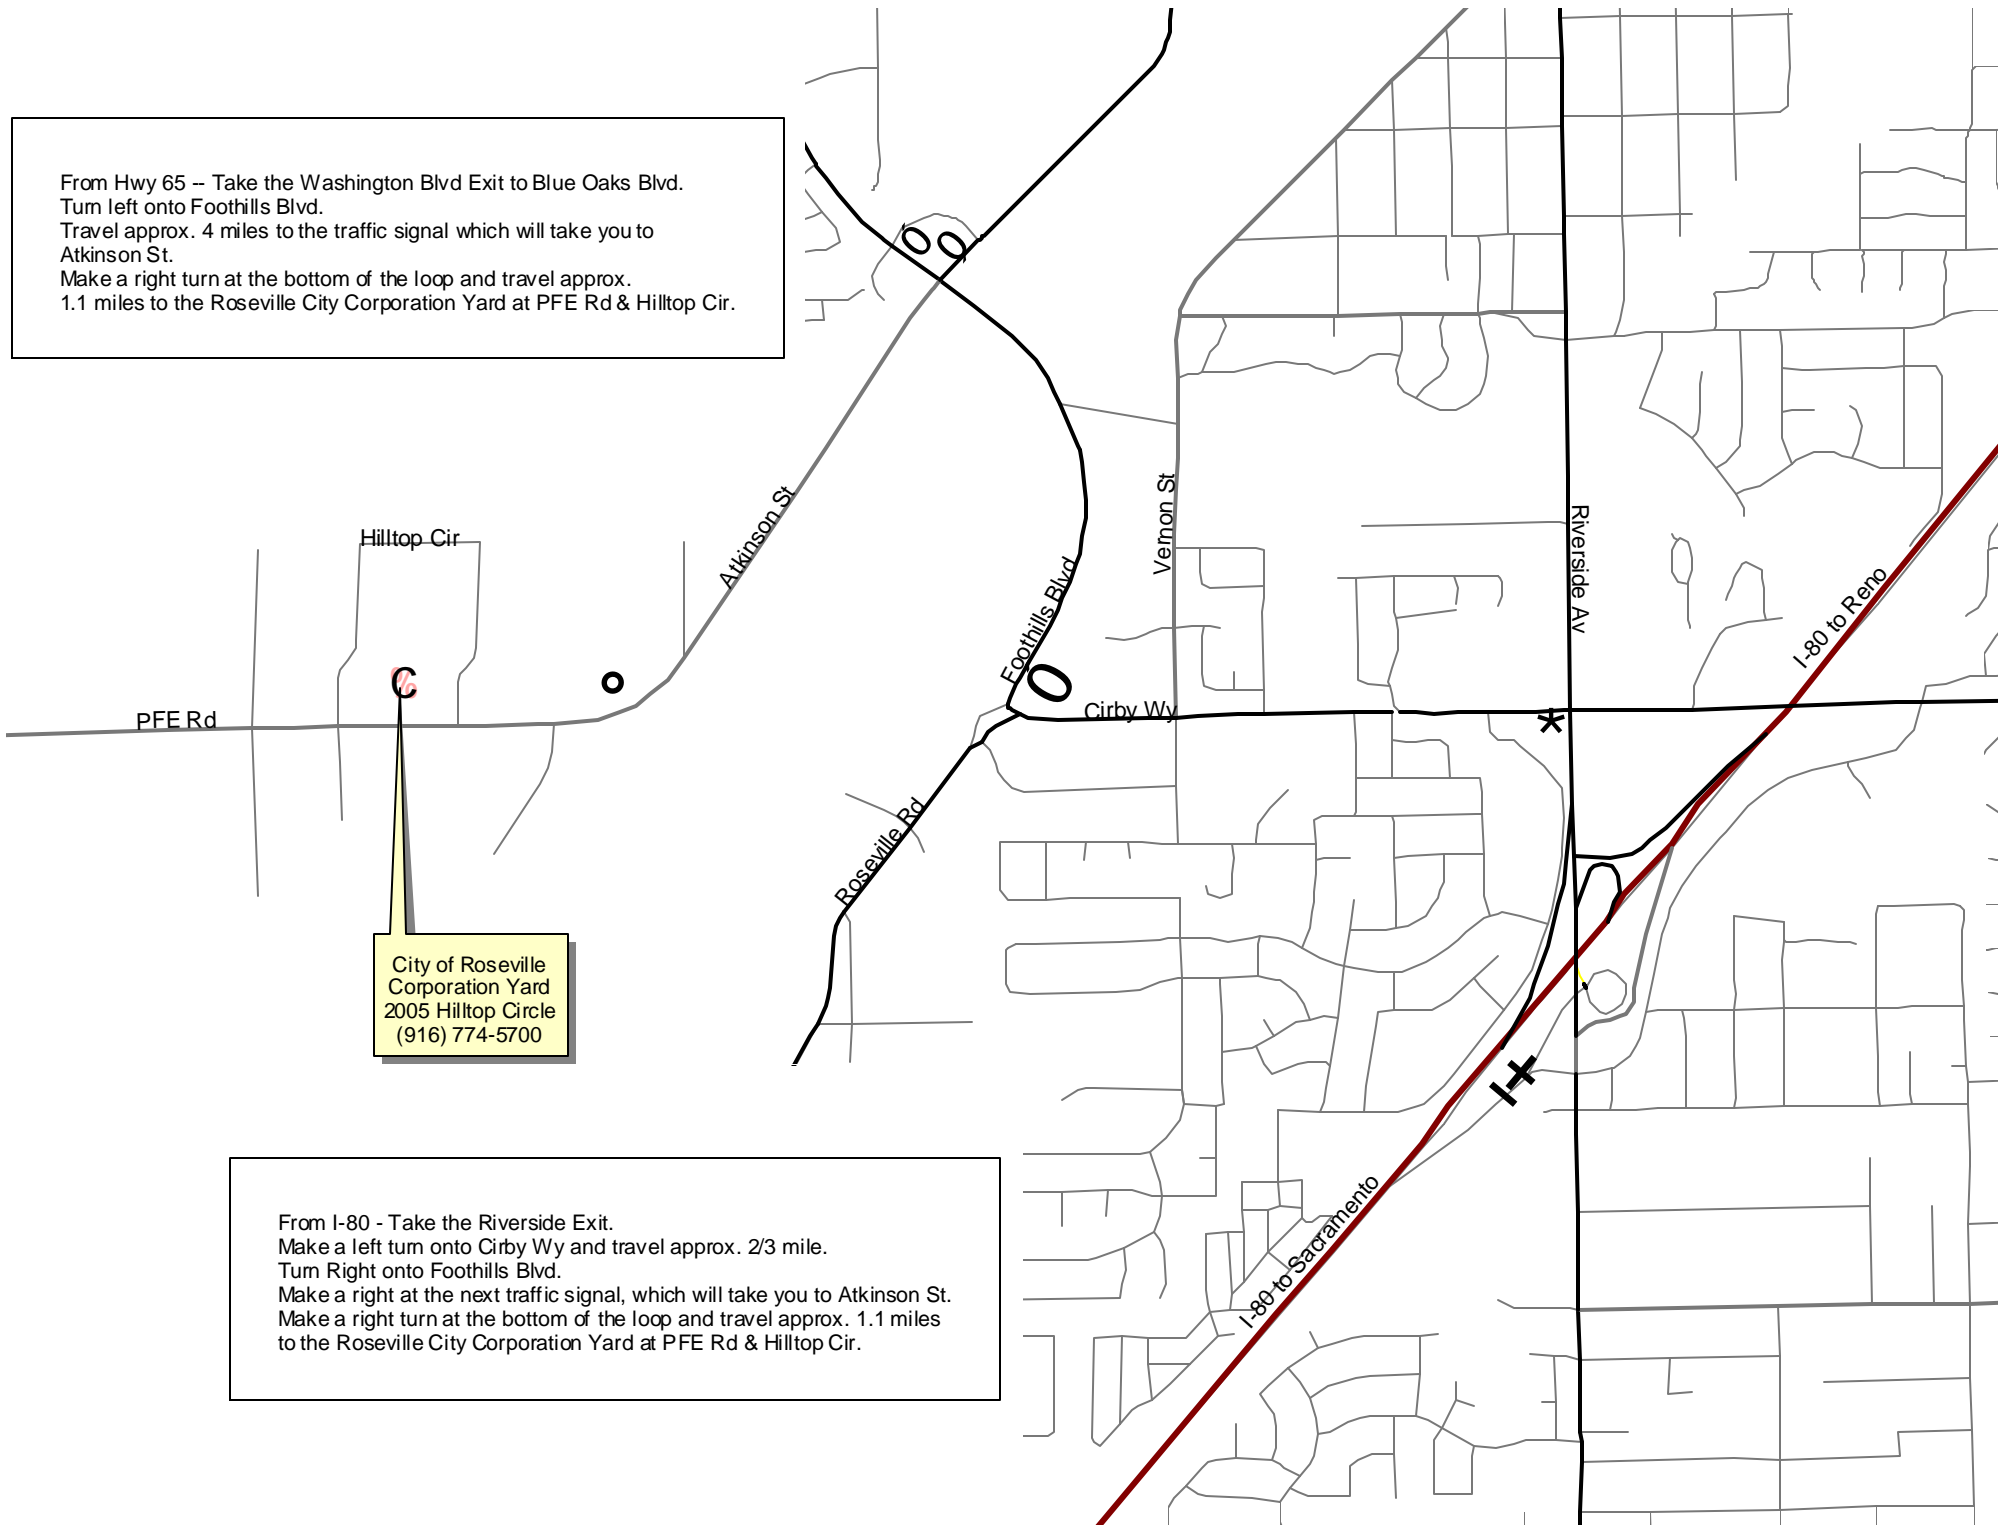 From Hwy 65 -- Take the Washington Blvd Exit to Blue Oaks Blvd.
Turn left onto Foothills Blvd.
Travel approx. 4 miles to the traffic signal which will take you to
Atkinson St.
Make a right turn at the bottom of the loop and travel approx.
1.1 miles to the Roseville City Corporation Yard at PFE Rd & Hilltop Cir.
Hilltop Cir
Atkinson St
Vernon St
Foothills Blvd
Riverside Av
I-80 to Reno
PFE Rd
Cirby Wy
Roseville Rd
City of Roseville
Corporation Yard
2005 Hilltop Circle
(916) 774-5700
I-80 to Sacramento
From I-80 - Take the Riverside Exit.
Make a left turn onto Cirby Wy and travel approx. 2/3 mile.
Turn Right onto Foothills Blvd.
Make a right at the next traffic signal, which will take you to Atkinson St.
Make a right turn at the bottom of the loop and travel approx. 1.1 miles
to the Roseville City Corporation Yard at PFE Rd & Hilltop Cir.